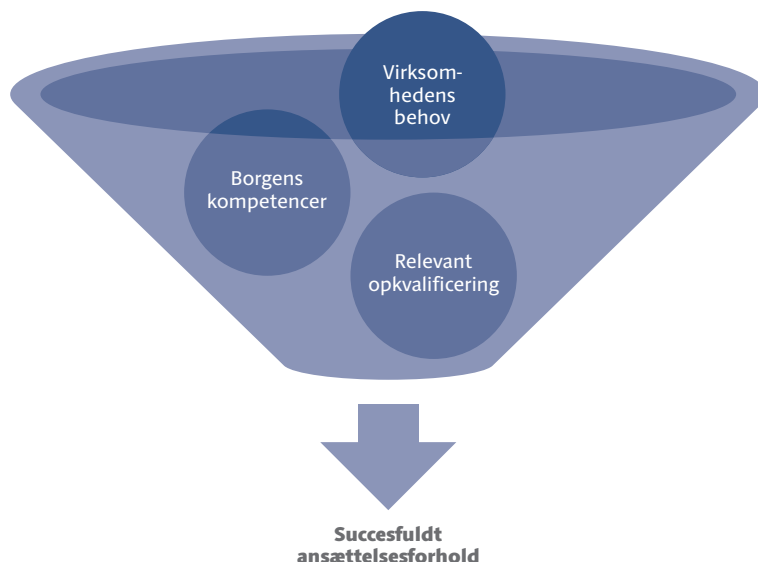 Virksom-
hedens
behov
Borgens
kompetencer
Relevant
opkvalificering
Succesfuldt
ansættelsesforhold